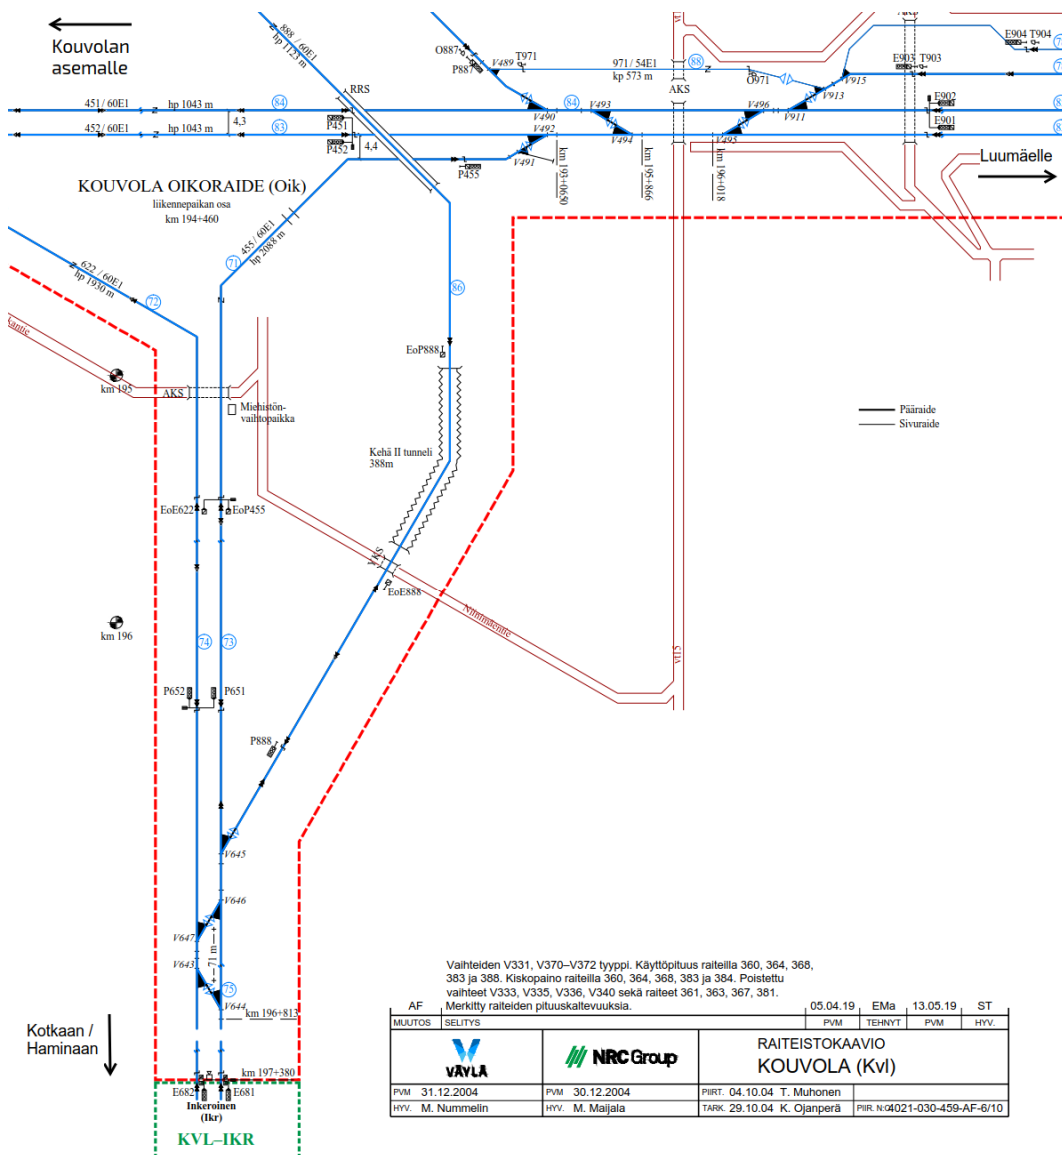 Kouvolan
asemalle
888 / 60E1
hp 1123 m
O887
P887
V489
T971
971 / 54E1
kp 573 m
88
AKS
O971
V913
V915
E904 T904
E903 T903
AKS
vt15
451 / 60E1
hp 1043 m
84
4,3
RRS
P451
84
V493
V490
V496
V911
E902
452 / 60E1
hp 1043 m
83
P452
4,4
V492
V494
V495
E901
P455
V491
km 193+0650
km 195+866
km 196+018
Luumäelle
KOUVOLA OIKORAIDE (Oik)
liikennepaikan osa
km 194+460
455 / 60E1
hp 2088 m
71
622 / 60E1
hp 1930 m
72
86
EoP888
kantie
km 195
AKS
Miehistön-
vaihtopaikka
Pääraide
Sivuraide
Kehä II tunneli
388m
EoE622
EoP455
YKS
EoE888
Niinimäentie
km 196
74
73
vt15
P652
P651
P888
V645
V646
V647
71 m
V643
75
V644
km 196+813
Kotkaan /
Haminaan
km 197+380
E682
E681
Inkeroinen
(Ikr)
KVL–IKR
Vaihteiden V331, V370–V372 tyyppi. Käyttöpituus raiteilla 360, 364, 368,
383 ja 388. Kiskopaino raiteilla 360, 364, 368, 383 ja 384. Poistettu
vaihteet V333, V335, V336, V340 sekä raiteet 361, 363, 367, 381.
AF Merkitty raiteiden pituuskaltevuuksia. 05.04.19 EMa 13.05.19 ST
MUUTOS SELITYS PVM TEHNYT PVM HYV.
VÄYLÄ
NRC Group
RAITEISTOKAAVIO
KOUVOLA (Kvl)
PVM 31.12.2004 PVM 30.12.2004 PIIRT. 04.10.04 T. Muhonen
HYV. M. Nummelin HYV. M. Maijala TARK. 29.10.04 K. Ojanperä PIIR. N:O 4021-030-459-AF-6/10